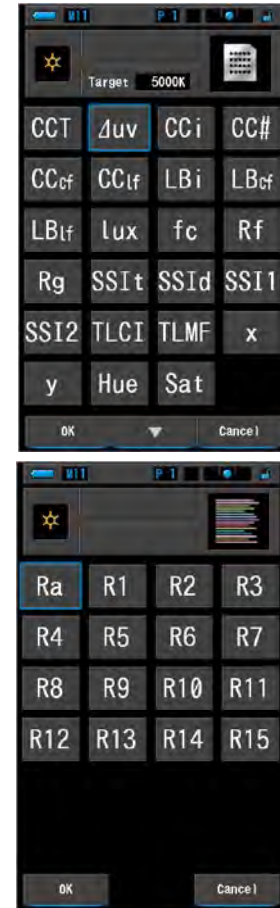 M11 P 1
Target 5000K
CCT ⊿uv CCi CC#
CCcf CClf LBi LBcf
LBlf lux fc Rf
Rg SSIt SSId SSI1
SSI2 TLCI TLMF x
y Hue Sat
OK ▼ Cancel
M11 P 1
Ra R1 R2 R3
R4 R5 R6 R7
R8 R9 R10 R11
R12 R13 R14 R15
OK Cancel